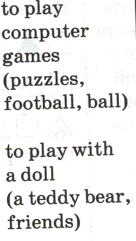 to play
computer
games
(puzzles,
football, ball)
to play with
a doll
(a teddy bear,
friends)